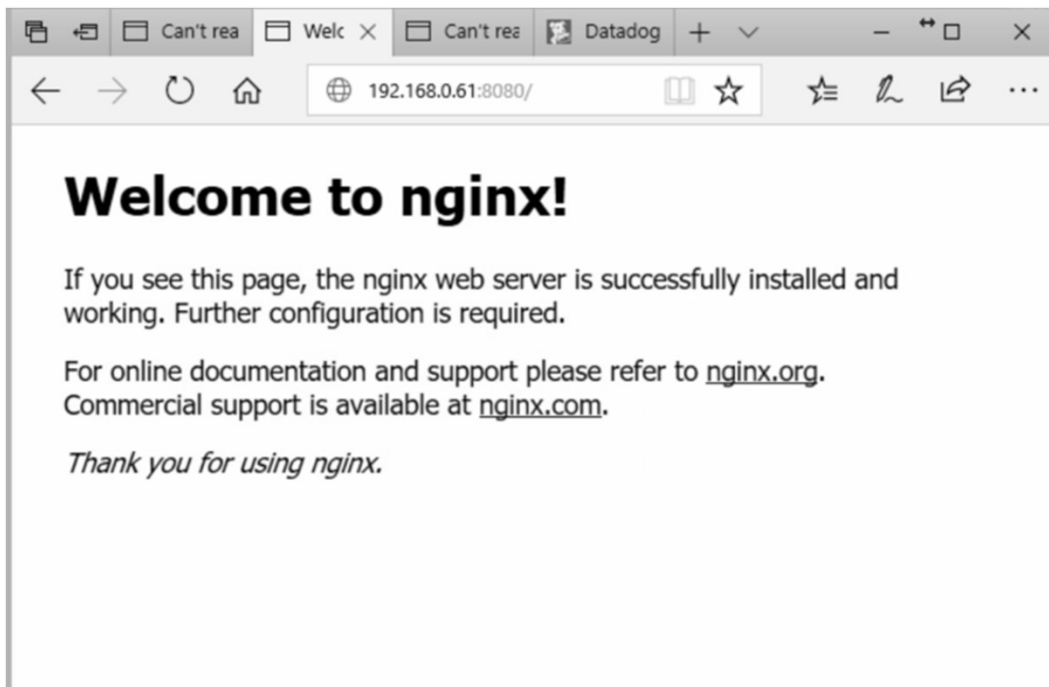 Can't rea Welc Can't rea Datadog
192.168.0.61:8080/
Welcome to nginx!
If you see this page, the nginx web server is successfully installed and
working. Further configuration is required.
For online documentation and support please refer to nginx.org.
Commercial support is available at nginx.com.
Thank you for using nginx.